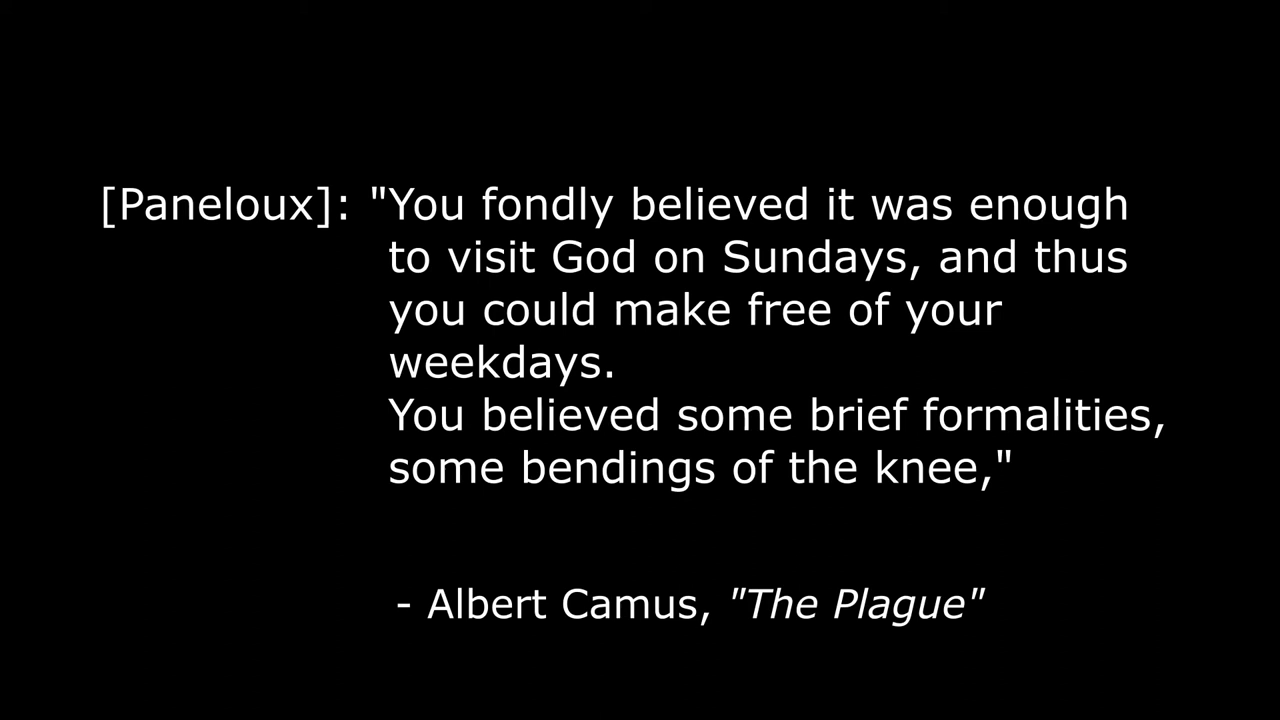 [Paneloux]: "You fondly believed it was enough
to visit God on Sundays, and thus
you could make free of your
weekdays.
You believed some brief formalities,
some bendings of the knee,"
- Albert Camus, "The Plague"